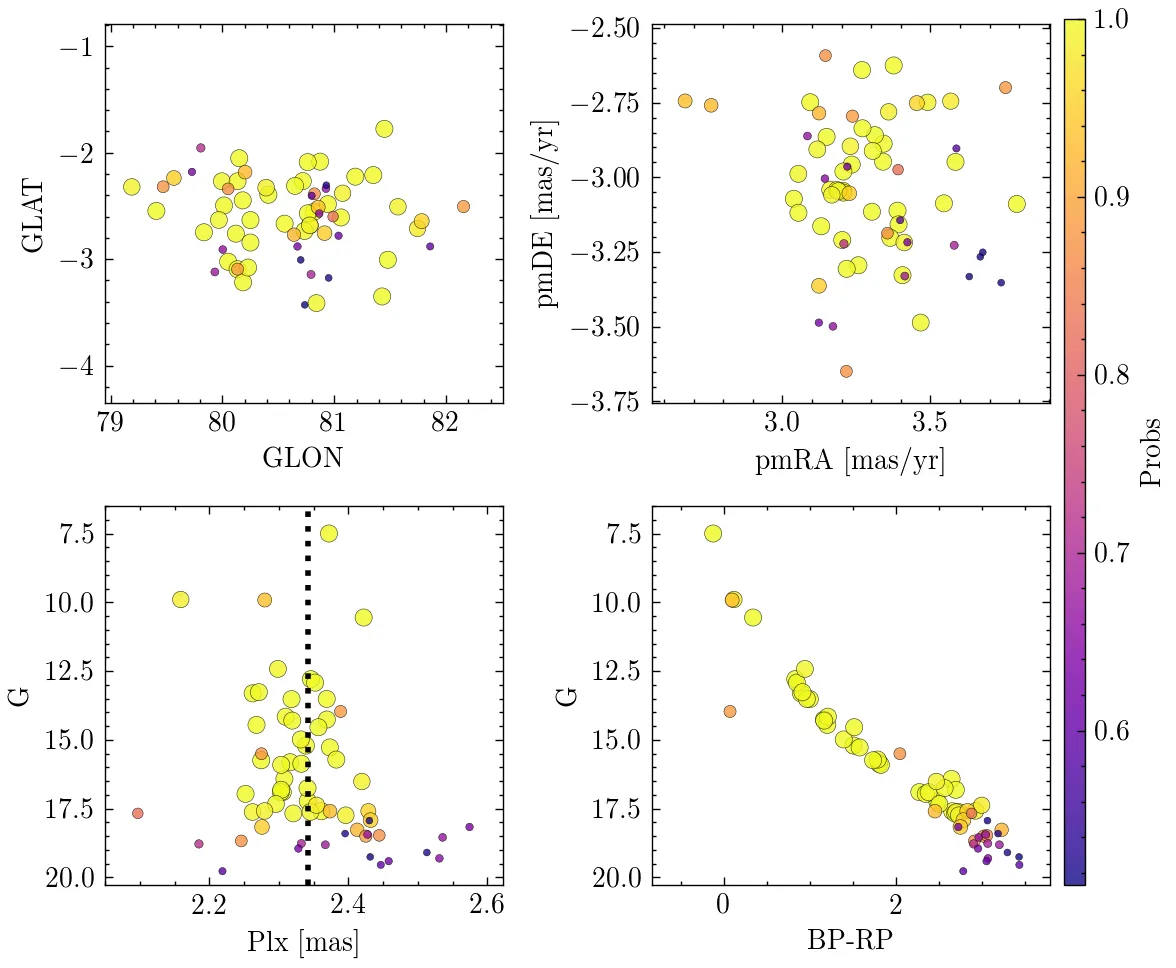 −1
−2
−3
−4
GLAT
79 80 81 82
GLON
−2.50
−2.75
−3.00
−3.25
−3.50
−3.75
pmDE [mas/yr]
3.0 3.5
pmRA [mas/yr]
7.5
10.0
12.5
15.0
17.5
20.0
G
2.2 2.4 2.6
Plx [mas]
7.5
10.0
12.5
15.0
17.5
20.0
G
0 2
BP-RP
1.0
0.9
0.8
0.7
0.6
Probs